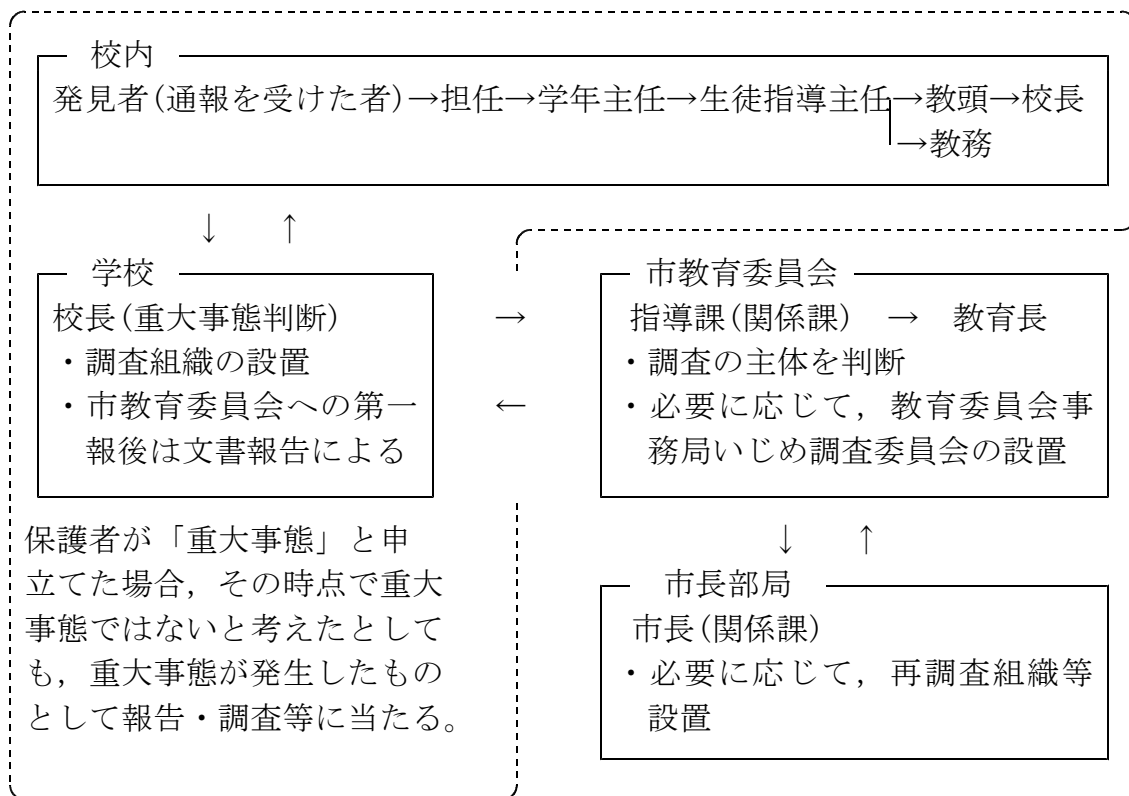 校内
発見者(通報を受けた者)→担任→学年主任→生徒指導主任→教頭→校長
→教務
↓ ↑
学校
校長(重大事態判断)
・調査組織の設置
・市教育委員会への第一
報後は文書報告による
→
←
市教育委員会
指導課(関係課) → 教育長
・調査の主体を判断
・必要に応じて，教育委員会事
務局いじめ調査委員会の設置
保護者が「重大事態」と申
立てた場合，その時点で重大
事態ではないと考えたとして
も，重大事態が発生したもの
として報告・調査等に当たる。
↓ ↑
市長部局
市長(関係課)
・必要に応じて，再調査組織等
設置